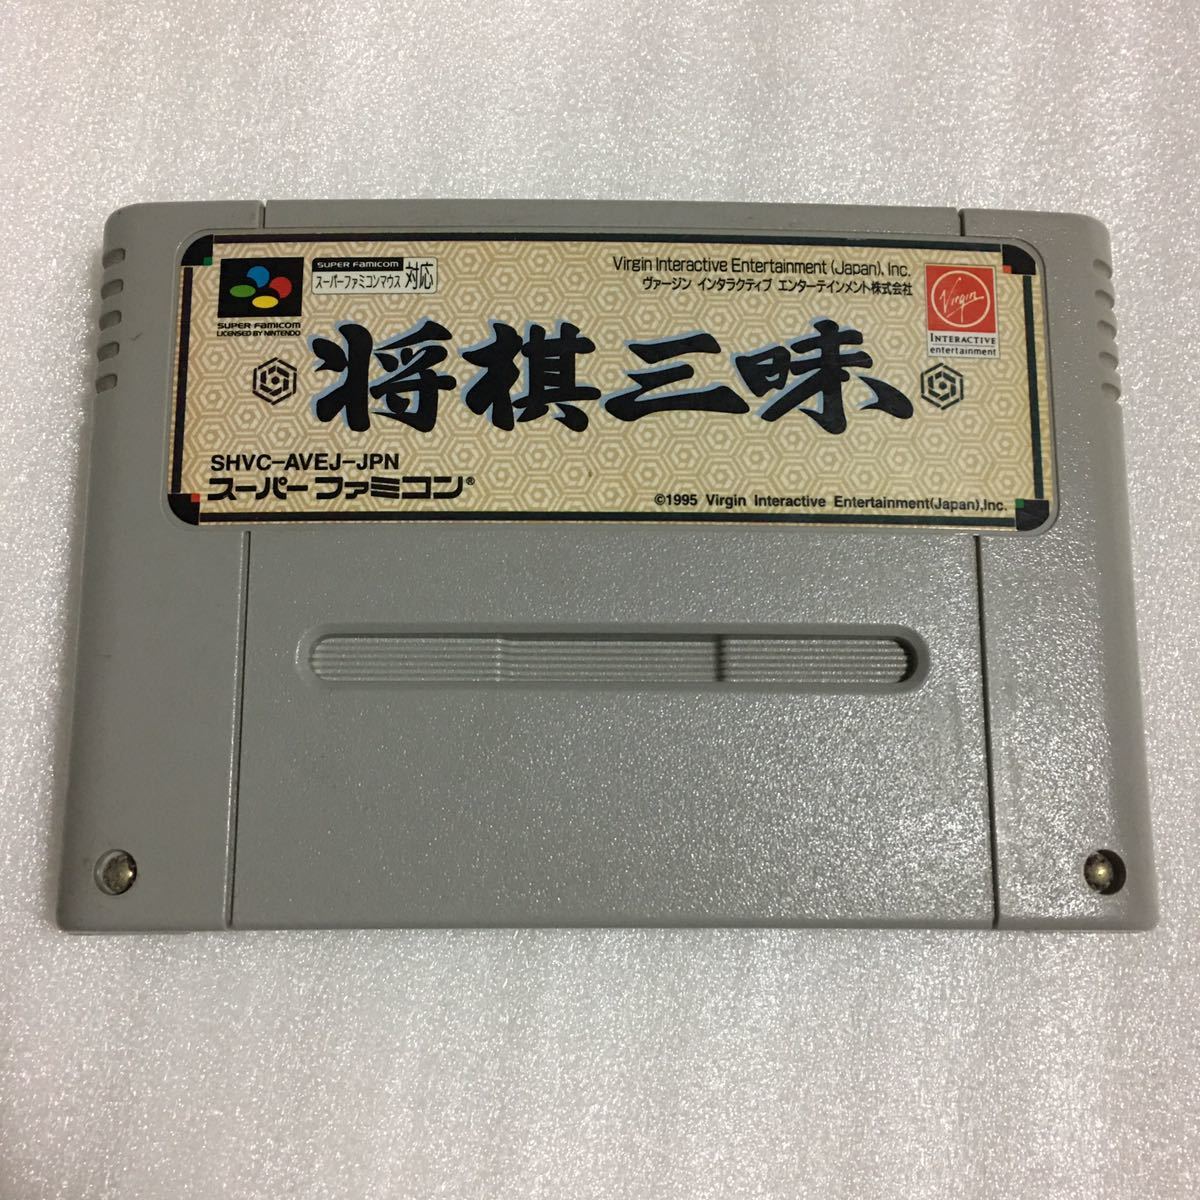 SUPER FAMICOM
LICENSED BY NINTENDO
SUPER FAMICOM
スーパーファミコンマウス 対応
Virgin Interactive Entertainment (Japan), Inc.
ヴァージン インタラクティブ エンターテインメント株式会社
Virgin
INTERACTIVE
entertainment
将棋三昧
SHVC-AVEJ-JPN
スーパーファミコン®
©1995 Virgin Interactive Entertainment(Japan),Inc.